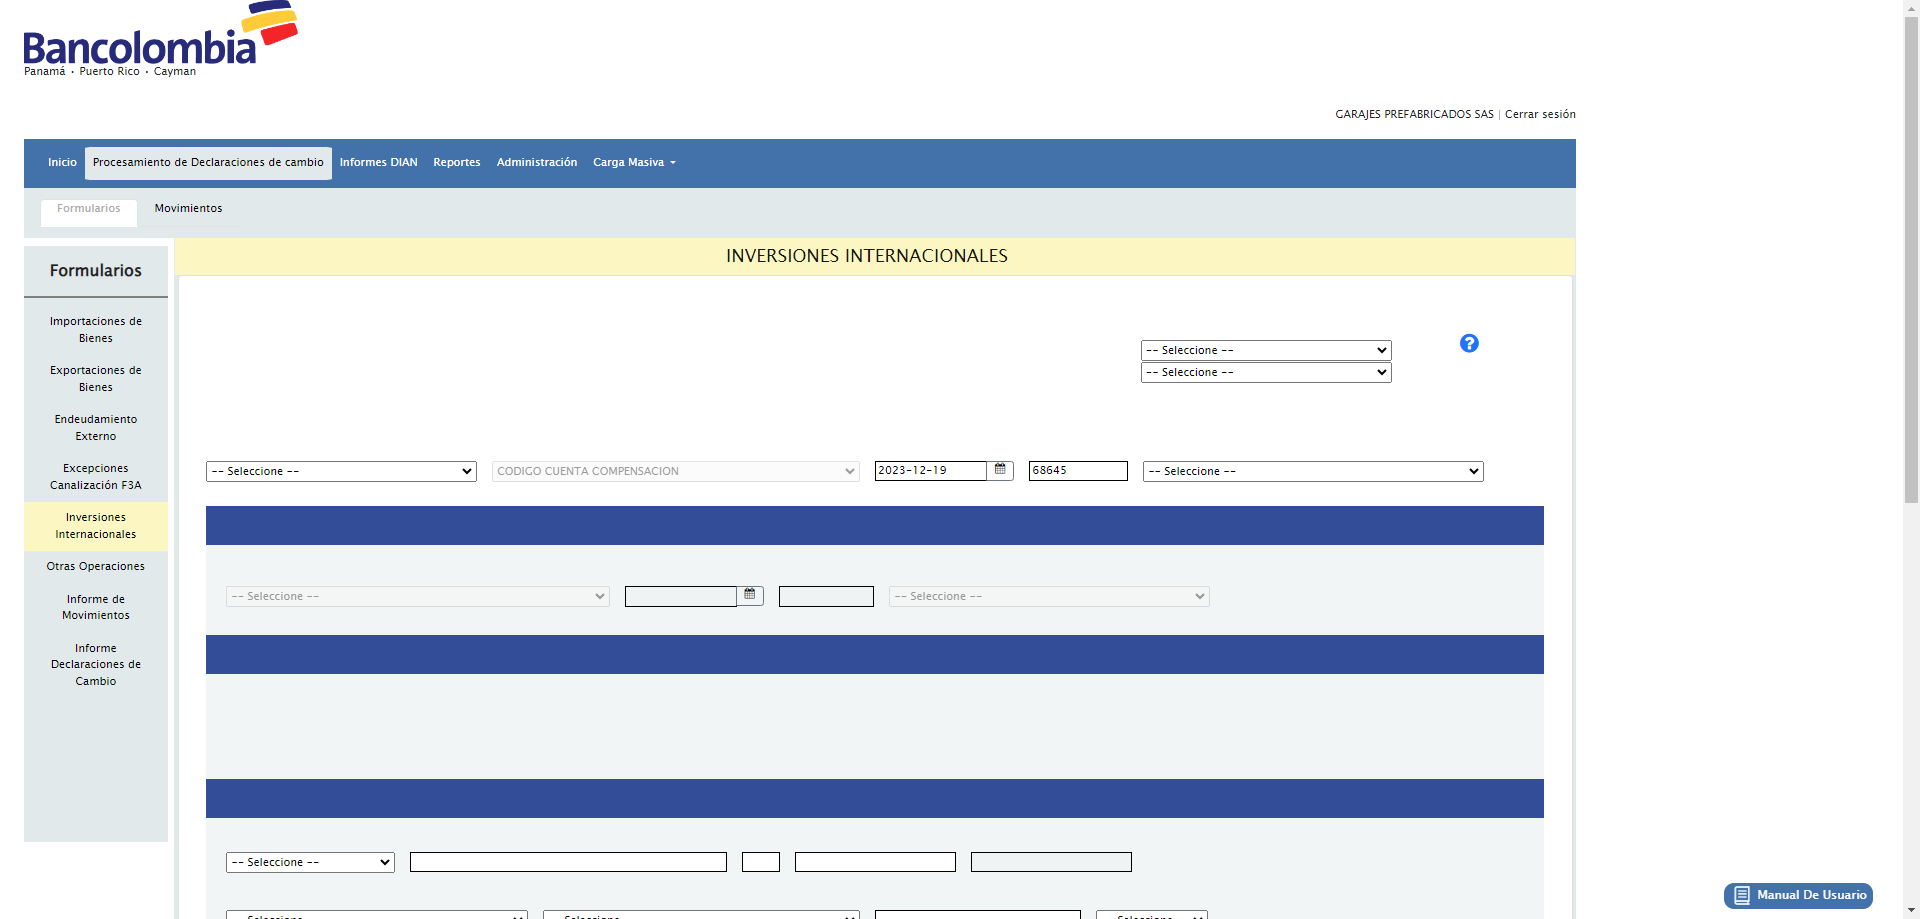 Bancolombia
Panamá • Puerto Rico • Cayman
GARAJES PREFABRICADOS SAS | Cerrar sesión
Inicio Procesamiento de Declaraciones de cambio Informes DIAN Reportes Administración Carga Masiva
Formularios Movimientos
INVERSIONES INTERNACIONALES
Formularios
Importaciones de
Bienes
Exportaciones de
Bienes
Endeudamiento
Externo
Excepciones
Canalización F3A
Inversiones
Internacionales
Otras Operaciones
Informe de
Movimientos
Informe
Declaraciones de
Cambio
-- Seleccione --
?
-- Seleccione --
-- Seleccione -- CODIGO CUENTA COMPENSACION 2023-12-19 68645 -- Seleccione --
-- Seleccione -- -- Seleccione --
-- Seleccione --
-- Seleccione -- -- Seleccione -- -- Seleccione --
Manual De Usuario